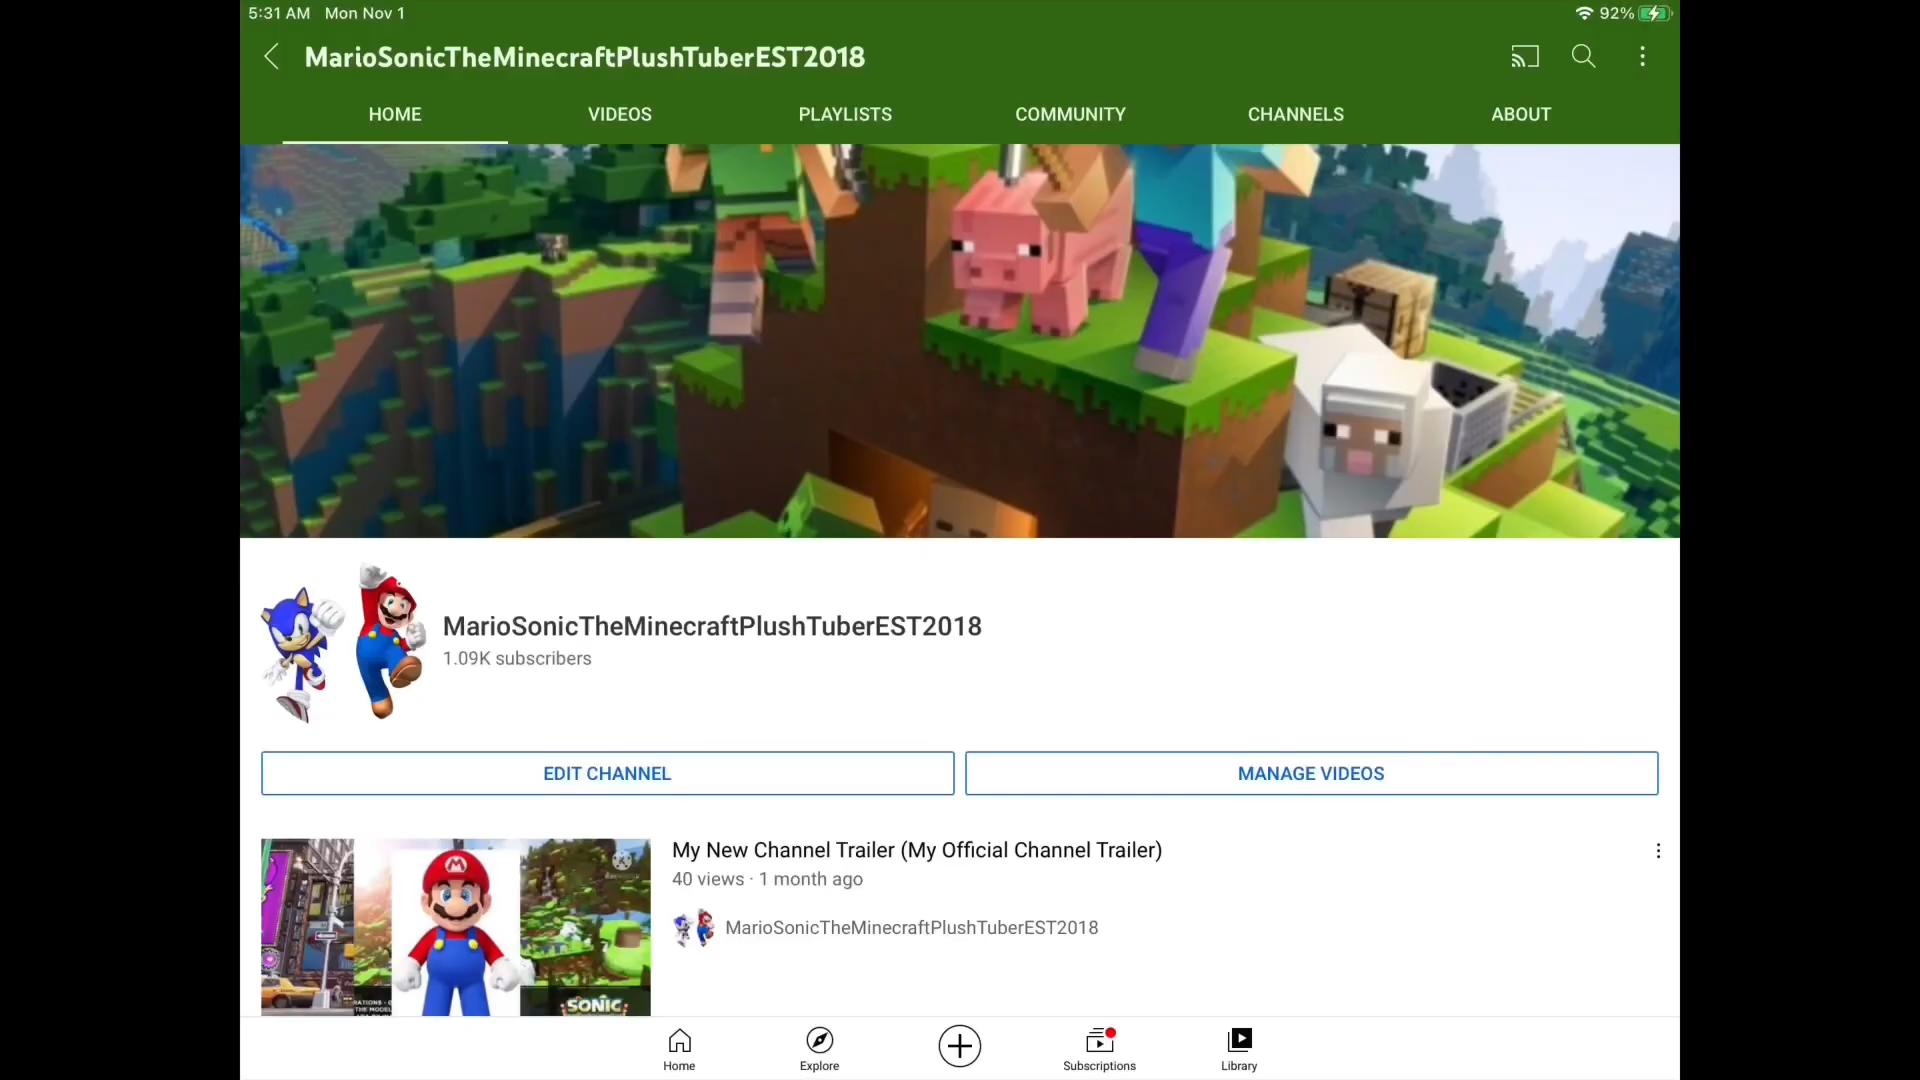 5:31 AM Mon Nov 1
92%
MarioSonicTheMinecraftPlushTuberEST2018
HOME
VIDEOS
PLAYLISTS
COMMUNITY
CHANNELS
ABOUT
MarioSonicTheMinecraftPlushTuberEST2018
1.09K subscribers
EDIT CHANNEL
MANAGE VIDEOS
My New Channel Trailer (My Official Channel Trailer)
40 views · 1 month ago
MarioSonicTheMinecraftPlushTuberEST2018
M
SONIC
Home
Explore
Subscriptions
Library